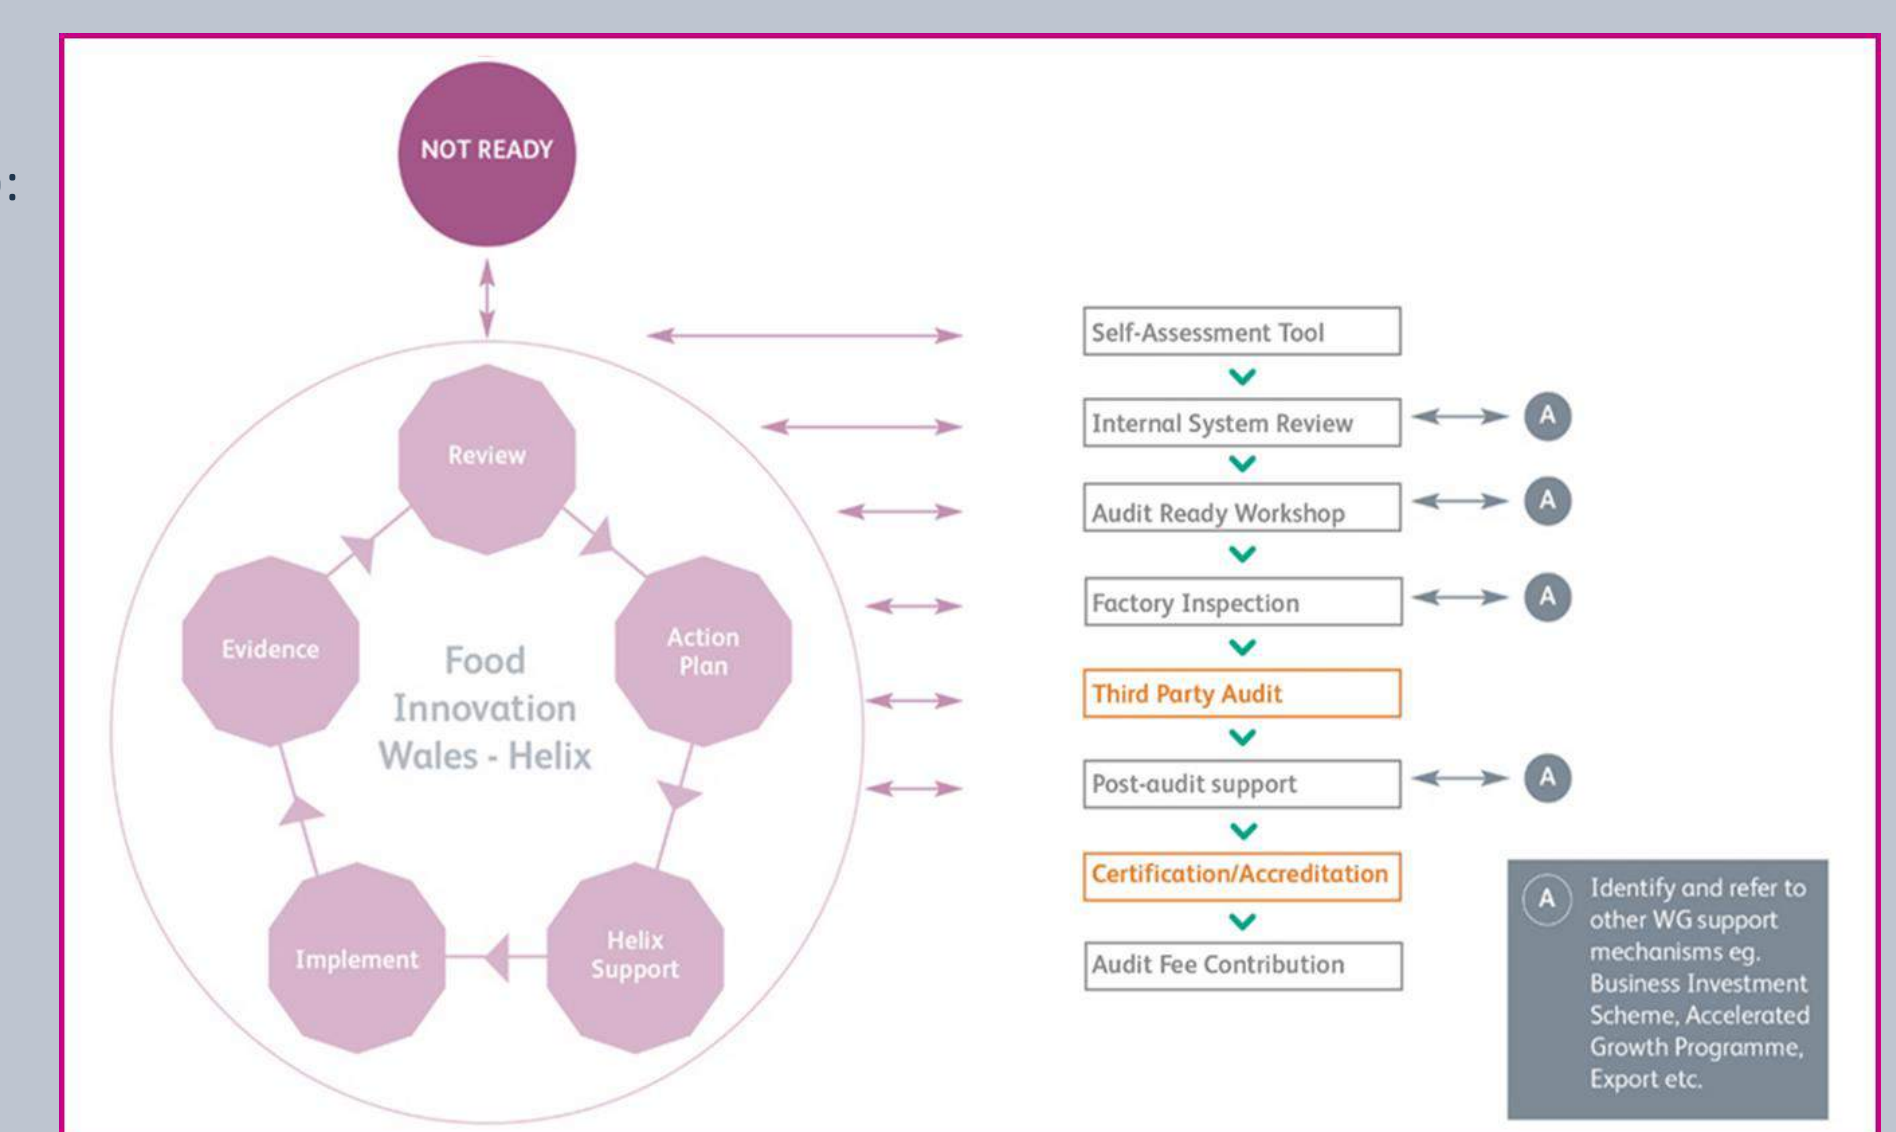 :
NOT READY
Review
Evidence
Action
Plan
Food
Innovation
Wales - Helix
Implement
Helix
Support
Self-Assessment Tool
Internal System Review
A
Audit Ready Workshop
A
Factory Inspection
A
Third Party Audit
Post-audit support
A
Certification/Accreditation
Audit Fee Contribution
A
Identify and refer to
other WG support
mechanisms eg.
Business Investment
Scheme, Accelerated
Growth Programme,
Export etc.